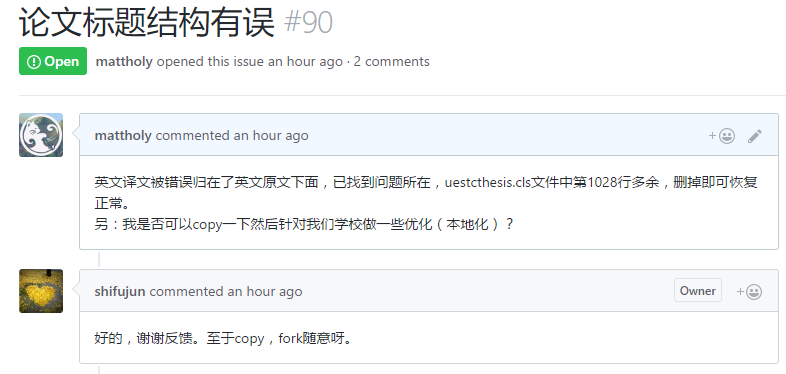 论文标题结构有误 #90
Open mattholy opened this issue an hour ago · 2 comments
mattholy commented an hour ago
英文译文被错误归在了英文原文下面，已找到问题所在，uestcthesis.cls文件中第1028行多余，删掉即可恢复
正常。
另：我是否可以copy一下然后针对我们学校做一些优化（本地化）？
shifujun commented an hour ago Owner
好的，谢谢反馈。至于copy，fork随意呀。